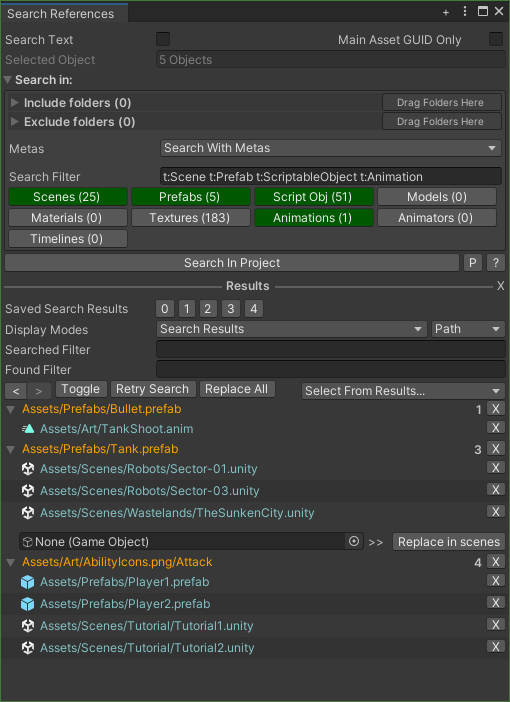 Search References
Search Text Main Asset GUID Only
Selected Object 5 Objects
Search in:
Include folders (0) Drag Folders Here
Exclude folders (0) Drag Folders Here
Metas Search With Metas
Search Filter t:Scene t:Prefab t:ScriptableObject t:Animation
Scenes (25) Prefabs (5) Script Obj (51) Models (0)
Materials (0) Textures (183) Animations (1) Animators (0)
Timelines (0)
Search In Project P ?
Results X
Saved Search Results 0 1 2 3 4
Display Modes Search Results Path
Searched Filter
Found Filter
< > Toggle Retry Search Replace All Select From Results...
Assets/Prefabs/Bullet.prefab 1 X
Assets/Art/TankShoot.anim X
Assets/Prefabs/Tank.prefab 3 X
Assets/Scenes/Robots/Sector-01.unity X
Assets/Scenes/Robots/Sector-03.unity X
Assets/Scenes/Wastelands/TheSunkenCity.unity X
None (Game Object) >> Replace in scenes
Assets/Art/AbilityIcons.png/Attack 4 X
Assets/Prefabs/Player1.prefab X
Assets/Prefabs/Player2.prefab X
Assets/Scenes/Tutorial/Tutorial1.unity X
Assets/Scenes/Tutorial/Tutorial2.unity X